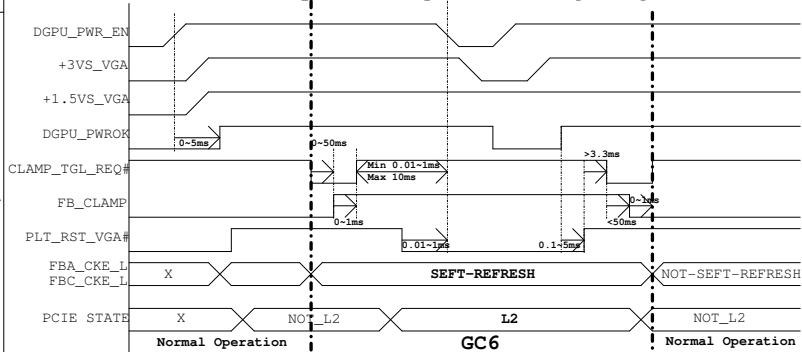 DGPU_PWR_EN
+3VS_VGA
+1.5VS_VGA
DGPU_PWROK
0~5ms
0~50ms
>3.3ms
CLAMP_TGL_REQ#
Min 0.01~1ms
Max 10ms
FB_CLAMP
0~1ms
0~1ms
<50ms
PLT_RST_VGA#
0.01~1ms
0.1~5ms
FBA_CKE_L
FBC_CKE_L
X
SEFT-REFRESH
NOT-SEFT-REFRESH
PCIE STATE
X
NOT_L2
L2
NOT_L2
Normal Operation
GC6
Normal Operation